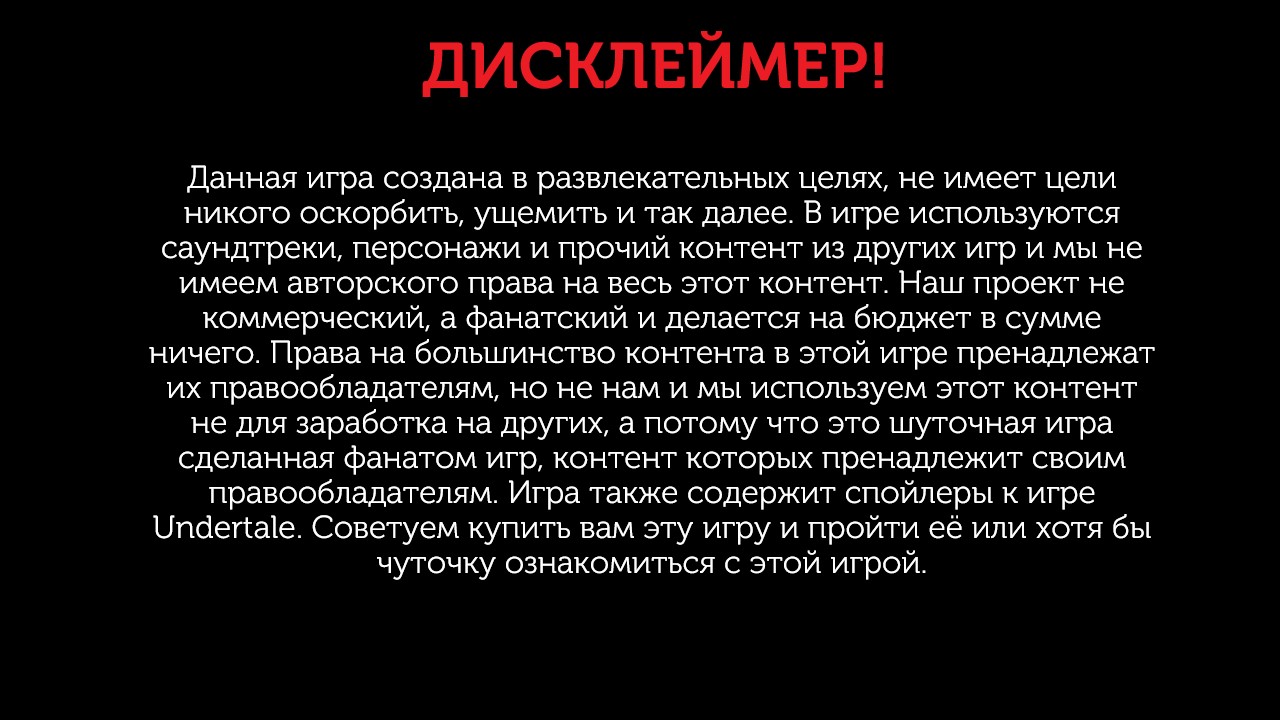 ДИСКЛЕЙМЕР!
Данная игра создана в развлекательных целях, не имеет цели
никого оскорбить, ущемить и так далее. В игре используются
саундтреки, персонажи и прочий контент из других игр и мы не
имеем авторского права на весь этот контент. Наш проект не
коммерческий, а фанатский и делается на бюджет в сумме
ничего. Права на большинство контента в этой игре пренадлежат
их правообладателям, но не нам и мы используем этот контент
не для заработка на других, а потому что это шуточная игра
сделанная фанатом игр, контент которых пренадлежит своим
правообладателям. Игра также содержит спойлеры к игре
Undertale. Советуем купить вам эту игру и пройти её или хотя бы
чуточку ознакомиться с этой игрой.